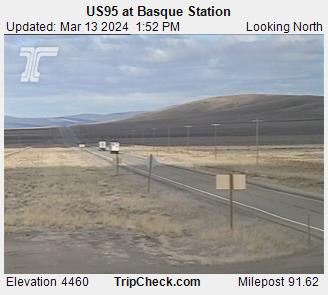 US95 at Basque Station
Updated: Mar 13 2024 1:52 PM Looking North
Elevation 4460 TripCheck.com Milepost 91.62